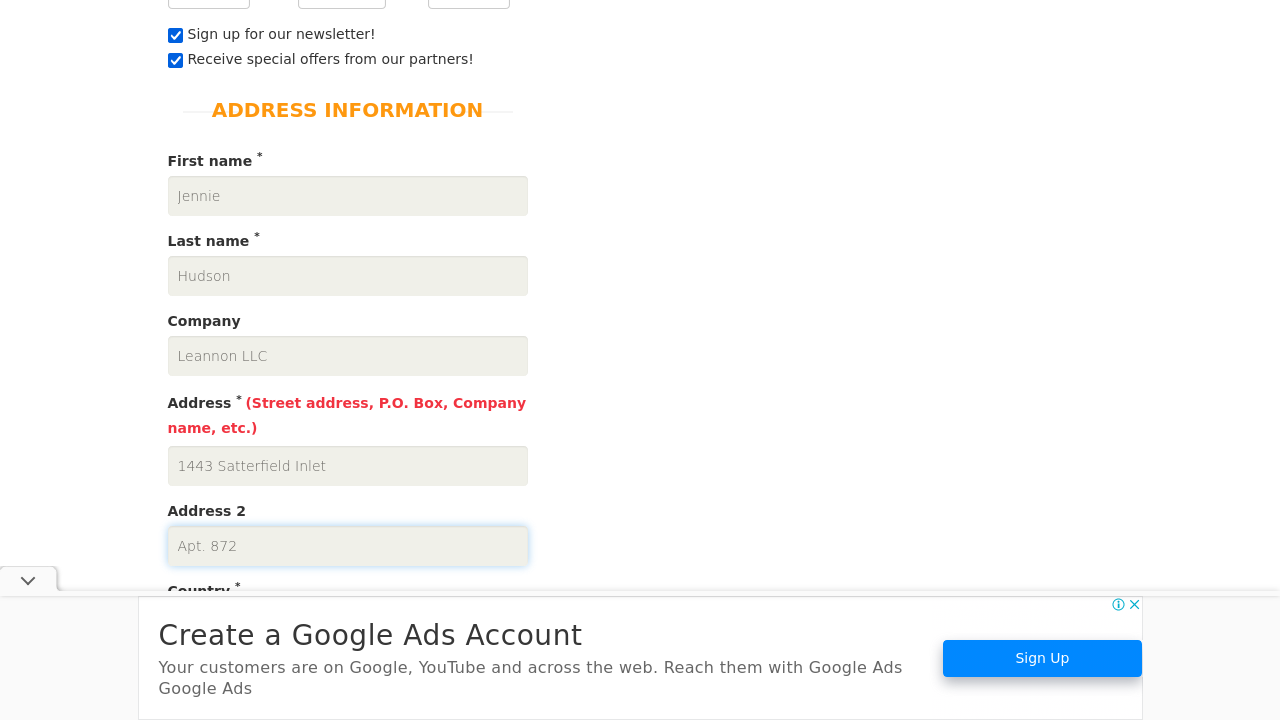 Sign up for our newsletter!
Receive special offers from our partners!
ADDRESS INFORMATION
First name *
Jennie
Last name *
Hudson
Company
Leannon LLC
Address * (Street address, P.O. Box, Company
name, etc.)
1443 Satterfield Inlet
Address 2
Apt. 872
Country *
Create a Google Ads Account
Your customers are on Google, YouTube and across the web. Reach them with Google Ads
Google Ads
Sign Up